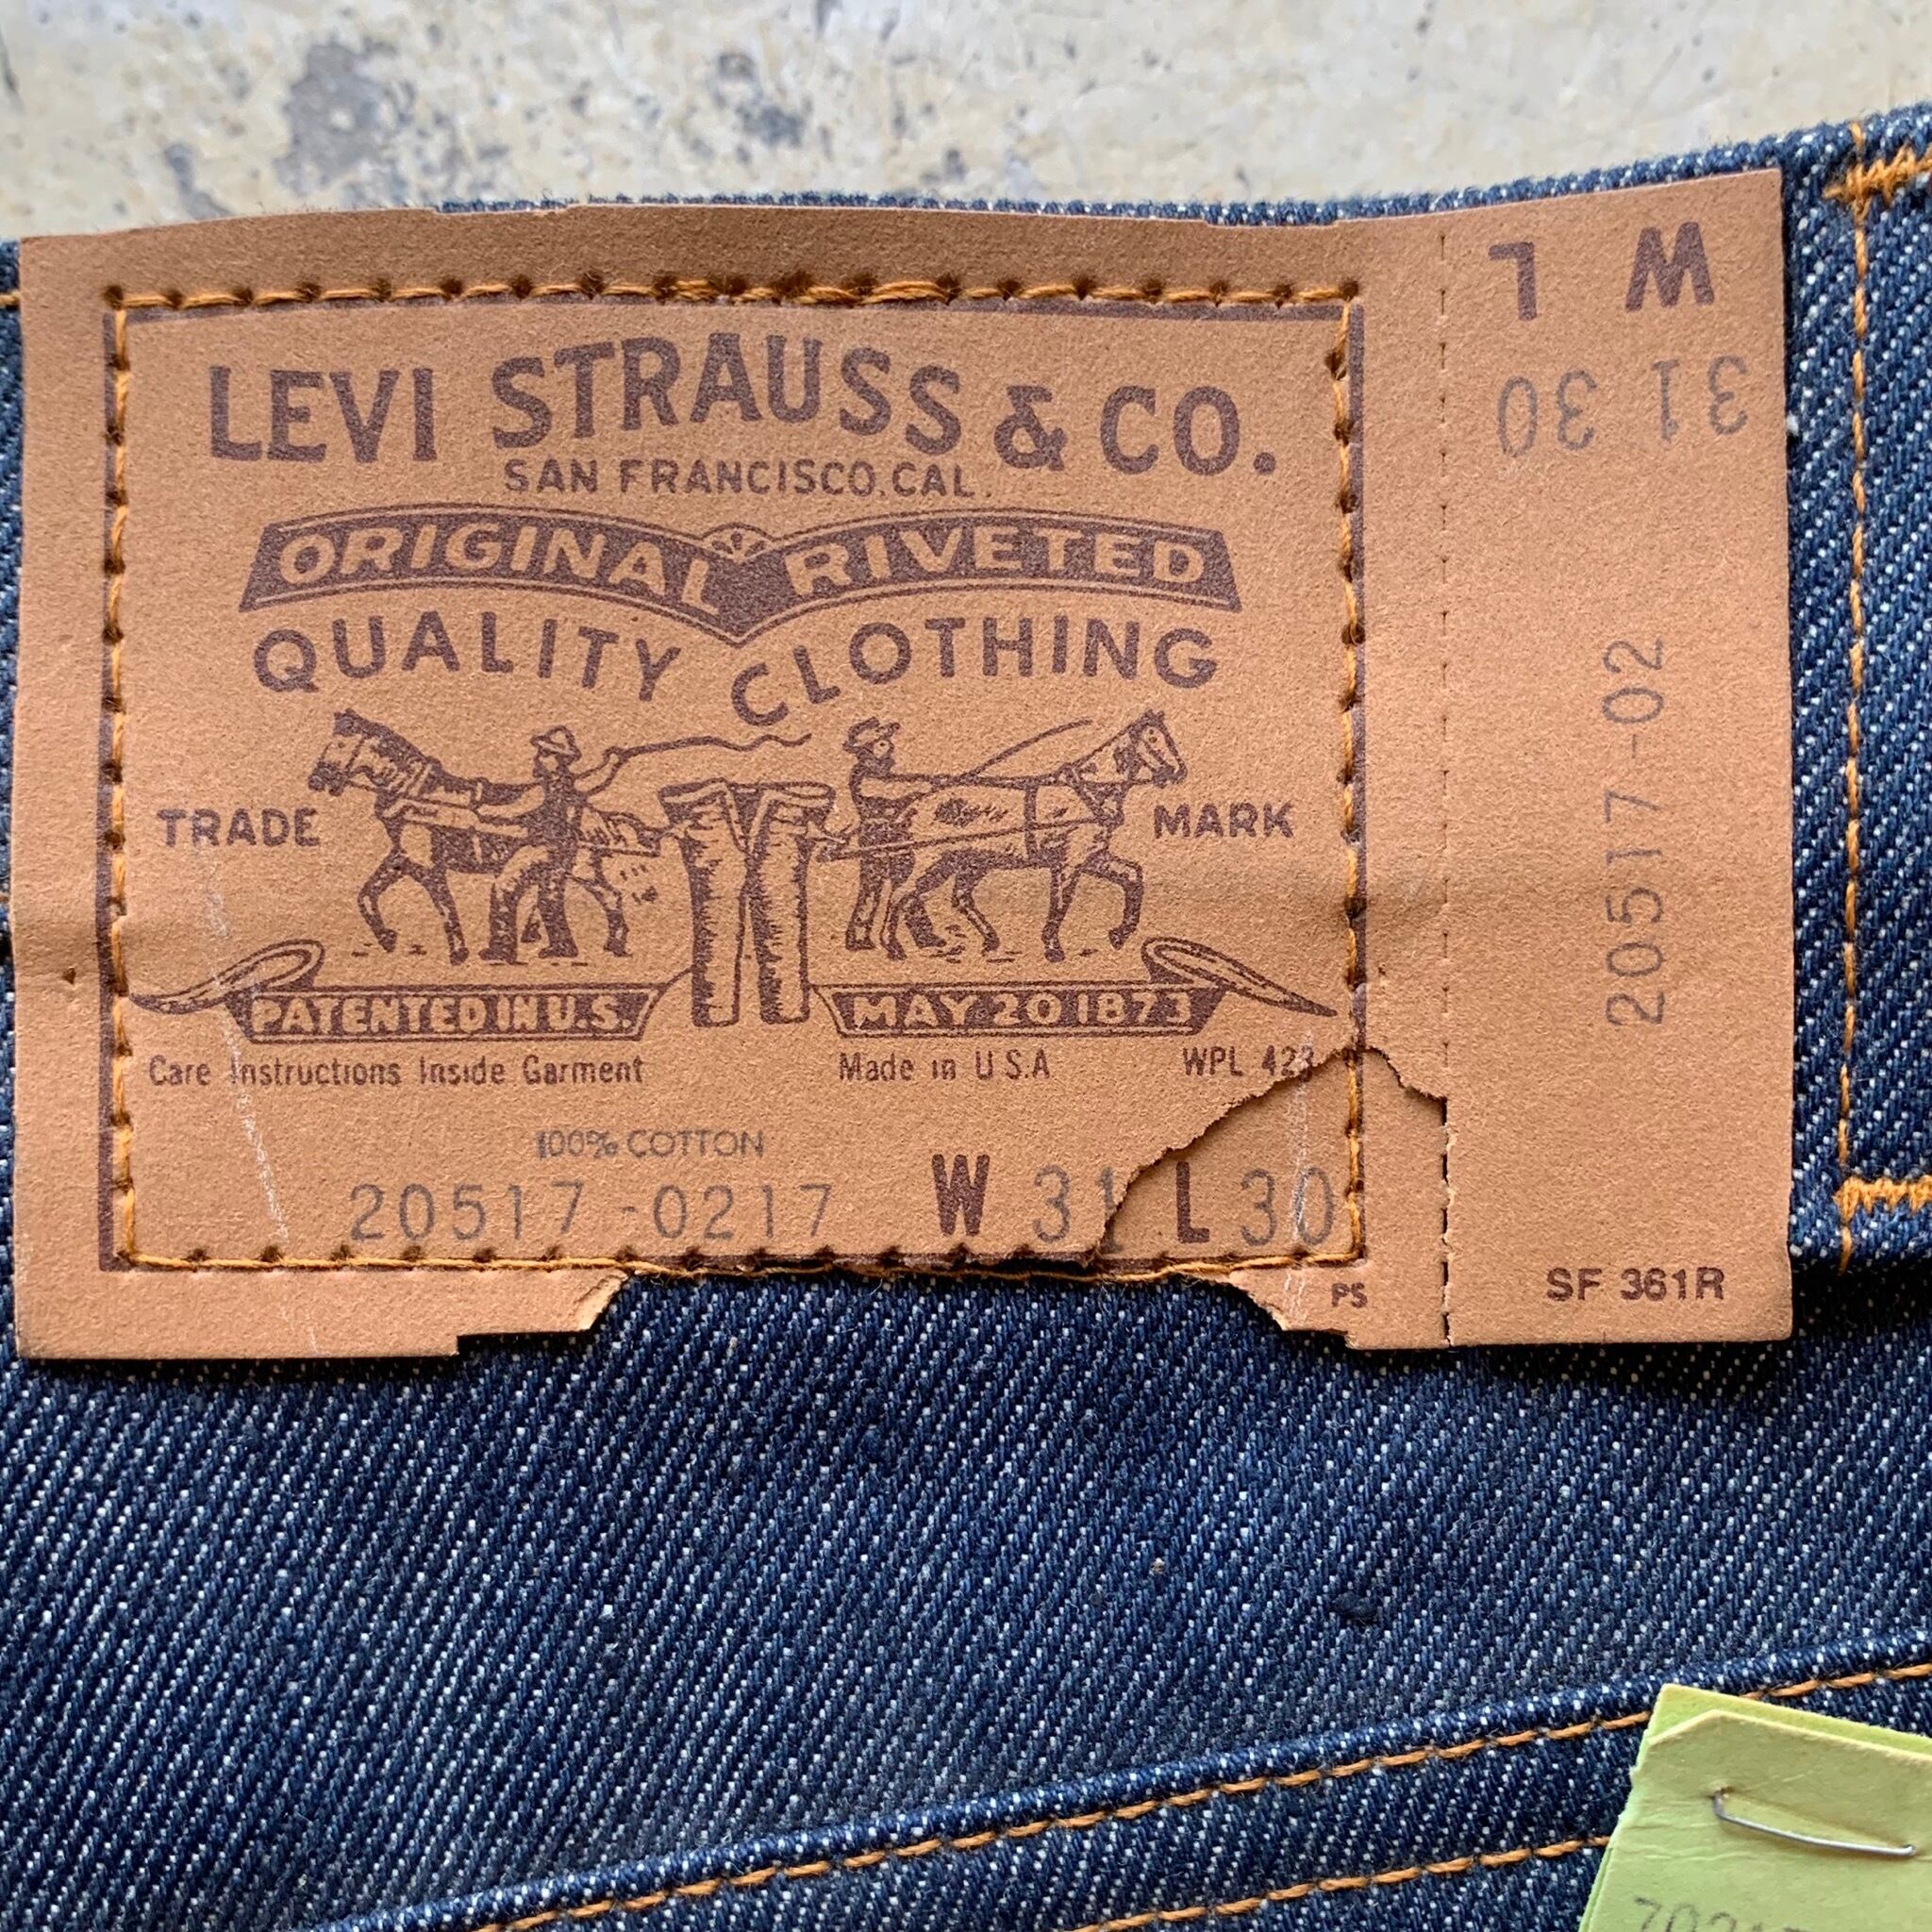 LEVI STRAUSS & CO.
SAN FRANCISCO, CAL.
ORIGINAL RIVETED
QUALITY CLOTHING
TRADE MARK
PATENTED IN U.S. MAY 20 1873
Care Instructions Inside Garment Made in U.S.A WPL 423
100% COTTON
20517-0217 W 31 L 30
PS
W L
31 30
20517-02
SF 361R